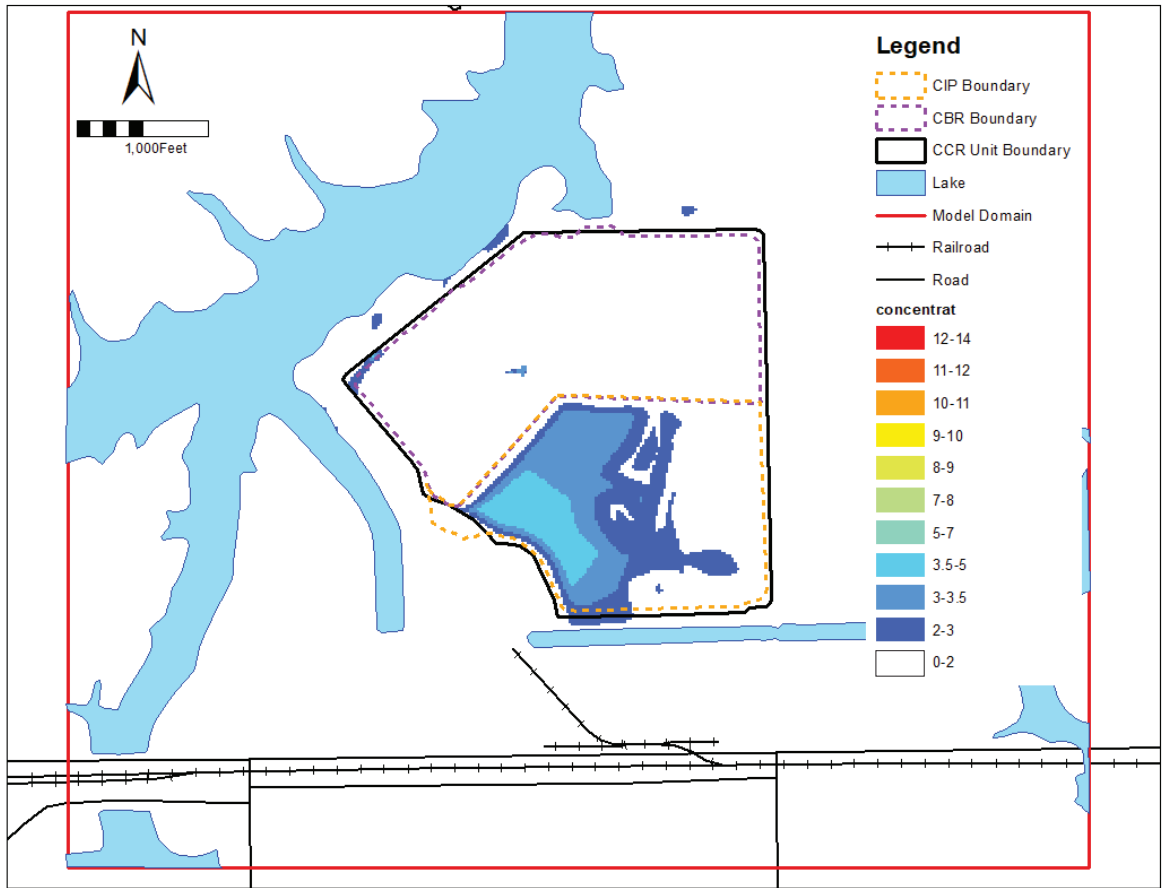 N
1,000Feet
Legend
CIP Boundary
CBR Boundary
CCR Unit Boundary
Lake
Model Domain
Railroad
Road
concentrat
12-14
11-12
10-11
9-10
8-9
7-8
5-7
3.5-5
3-3.5
2-3
0-2